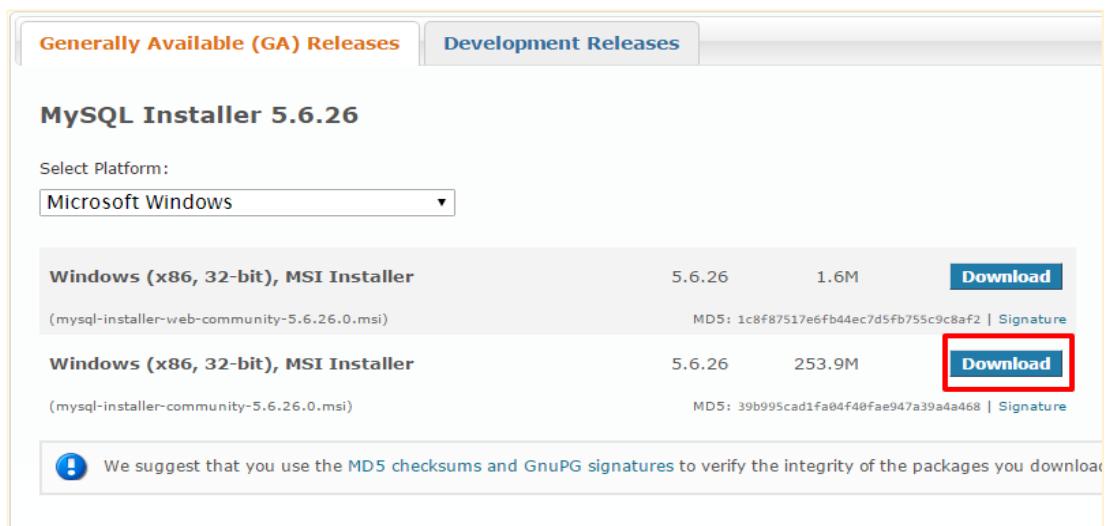 Generally Available (GA) Releases Development Releases
MySQL Installer 5.6.26
Select Platform:
Microsoft Windows
Windows (x86, 32-bit), MSI Installer 5.6.26 1.6M Download
(mysql-installer-web-community-5.6.26.0.msi) MD5: 1c8f87517e6fb44ec7d5fb755c9c8af2 | Signature
Windows (x86, 32-bit), MSI Installer 5.6.26 253.9M Download
(mysql-installer-community-5.6.26.0.msi) MD5: 39b995cad1fa04f40fae947a39a4a468 | Signature
We suggest that you use the MD5 checksums and GnuPG signatures to verify the integrity of the packages you download